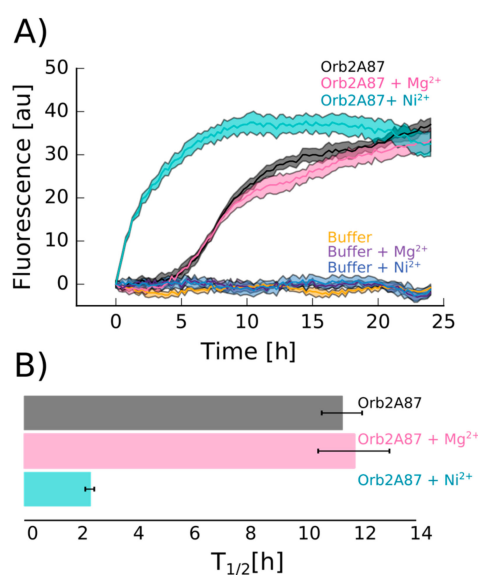 A)
Orb2A87
Orb2A87 + Mg²⁺
Orb2A87+ Ni²⁺
50
40
30
20
10
0
Fluorescence [au]
Buffer
Buffer + Mg²⁺
Buffer + Ni²⁺
0 5 10 15 20 25
Time [h]
B)
Orb2A87
Orb2A87 + Mg²⁺
Orb2A87 + Ni²⁺
0 2 4 6 8 10 12 14
T₁/₂[h]